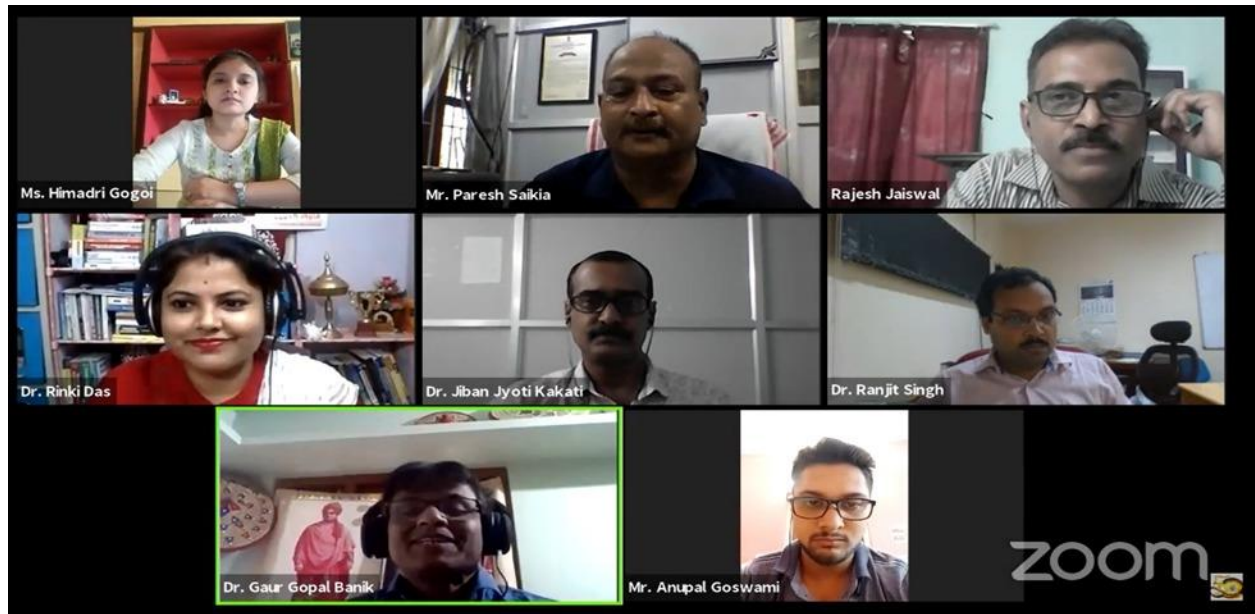 Ms. Himadri Gogoi
Mr. Paresh Saikia
Rajesh Jaiswal
Dr. Rinki Das
Dr. Jiban Jyoti Kakati
Dr. Ranjit Singh
Dr. Gaur Gopal Banik
Mr. Anupal Goswami
zoom